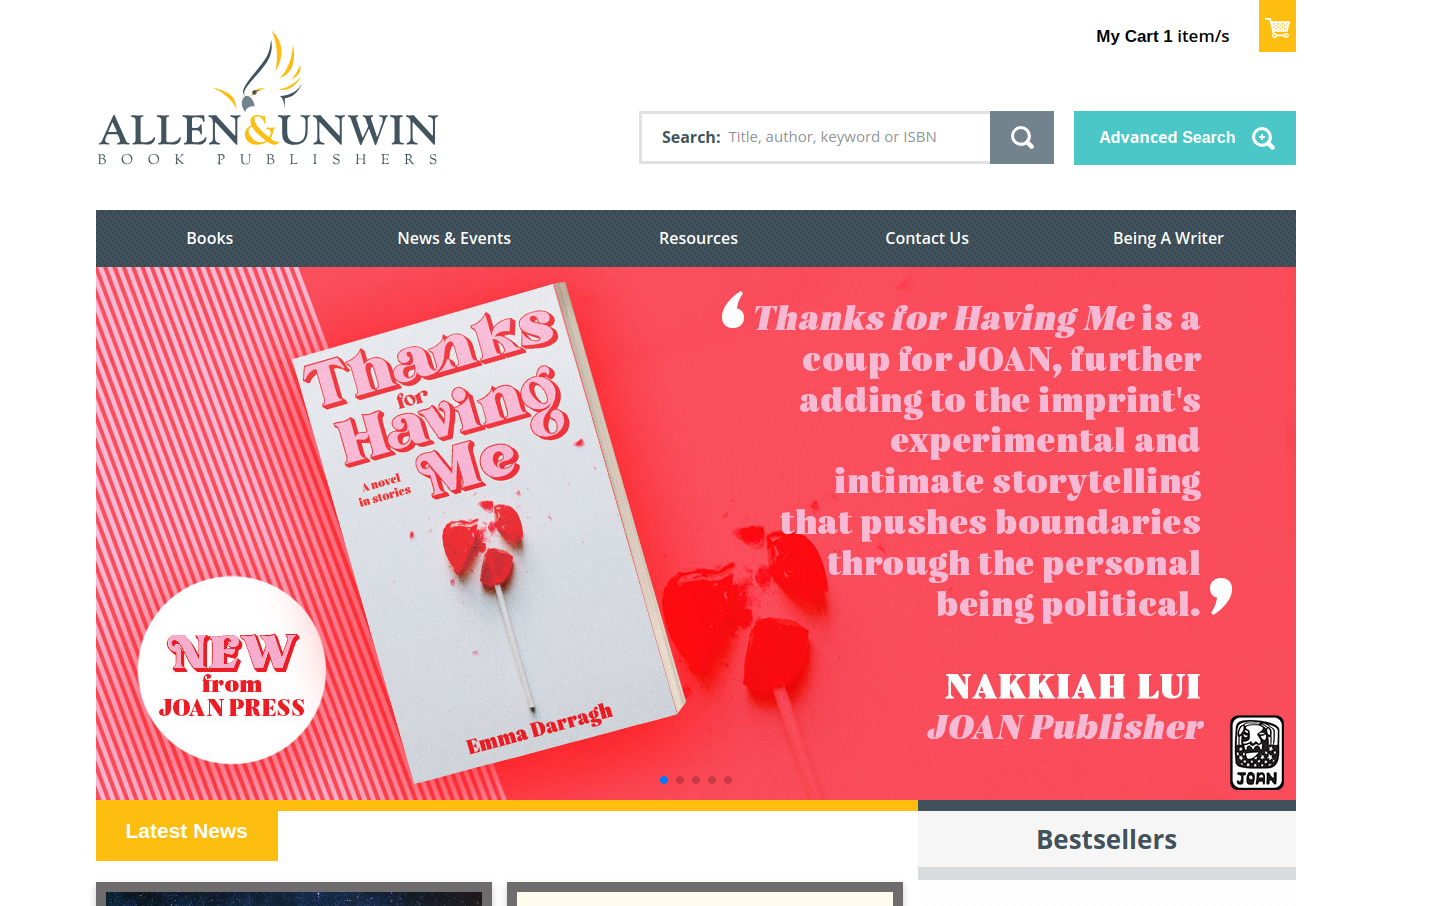 My Cart 1 item/s
ALLEN&UNWIN
BOOK PUBLISHERS
Search: Title, author, keyword or ISBN
Advanced Search
Books
News & Events
Resources
Contact Us
Being A Writer
Thanks
for
Having
Me
A novel
in stories
Emma Darragh
NEW
from
JOAN PRESS
‘Thanks for Having Me is a
coup for JOAN, further
adding to the imprint's
experimental and
intimate storytelling
that pushes boundaries
through the personal
being political.’
NAKKIAH LUI
JOAN Publisher
JOAN
Latest News
Bestsellers